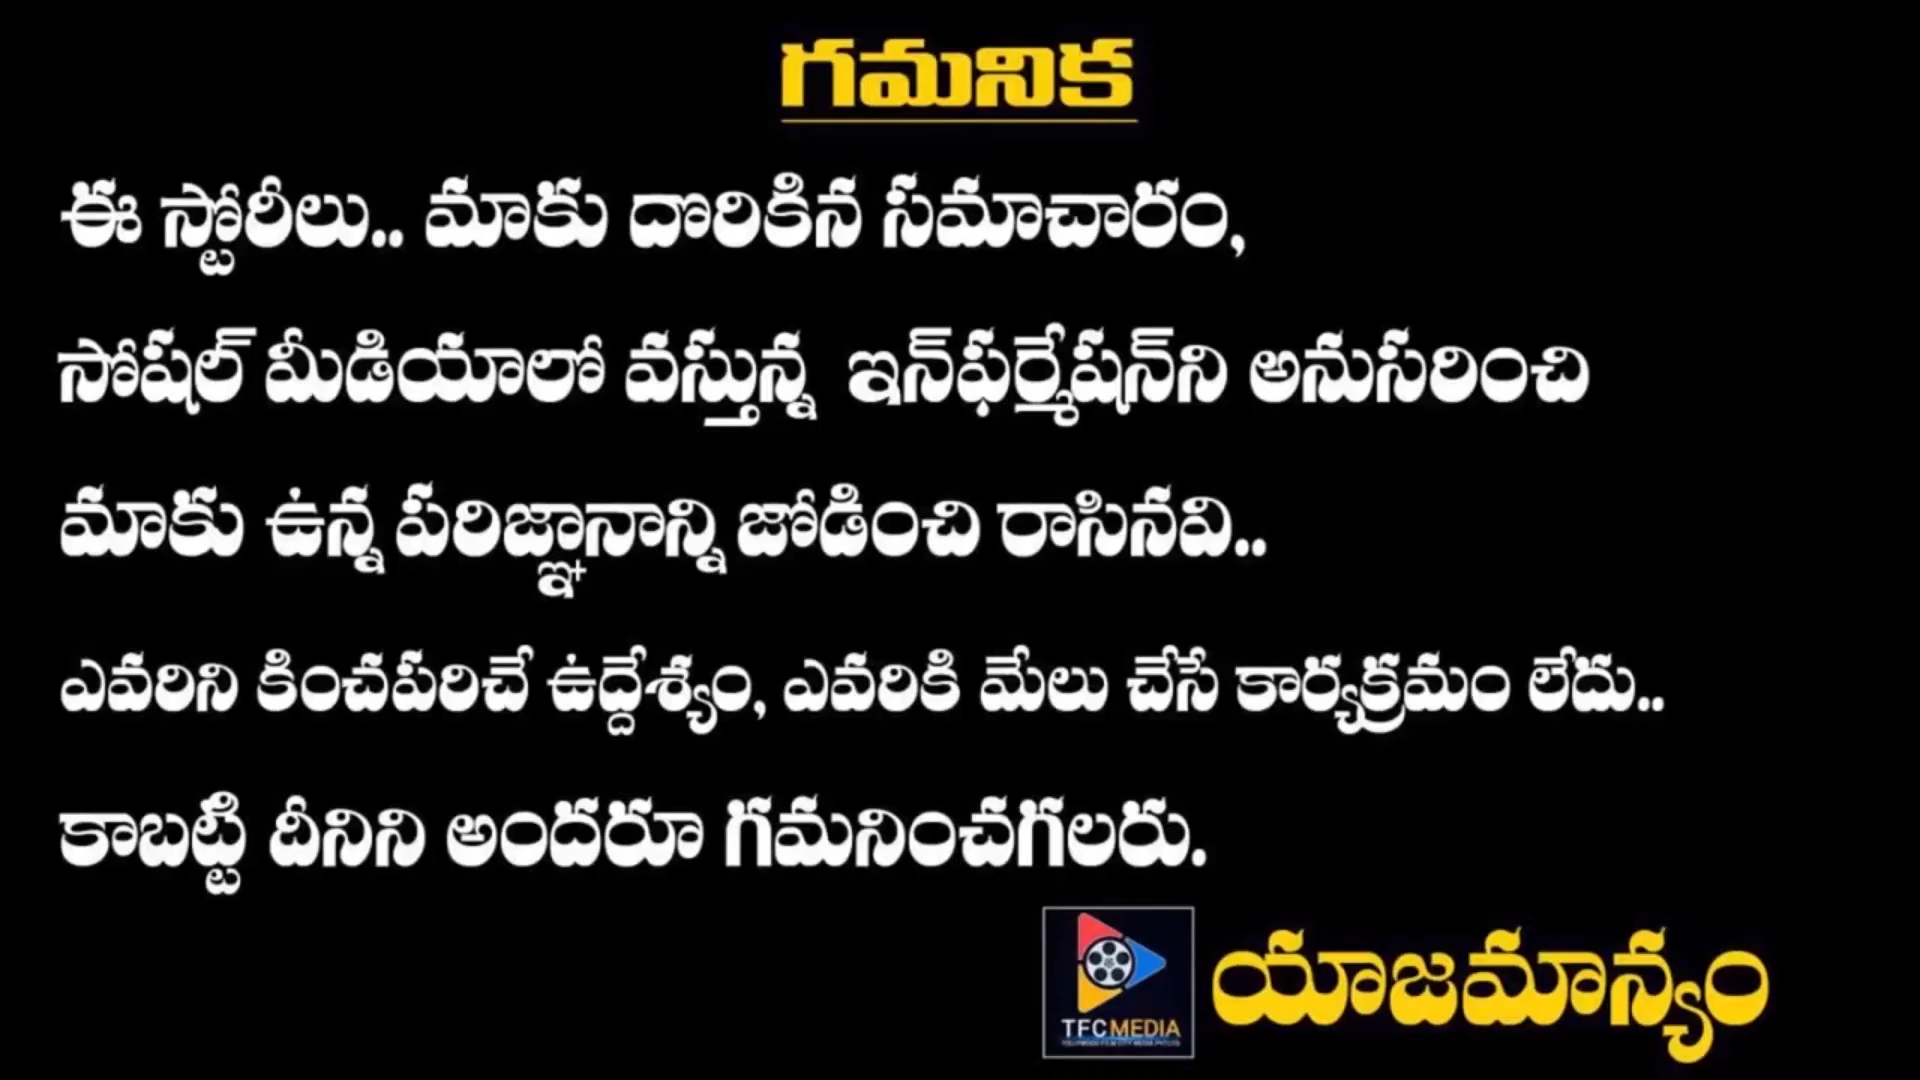 గమనిక
ఈ స్టోరీలు.. మాకు దొరికిన సమాచారం,
సోషల్ మీడియాలో వస్తున్న ఇన్‌ఫర్మేషన్‌ని అనుసరించి
మాకు ఉన్న పరిజ్ఞానాన్ని జోడించి రాసినవి..
ఎవరిని కించపరిచే ఉద్దేశ్యం, ఎవరికి మేలు చేసే కార్యక్రమం లేదు..
కాబట్టి దీనిని అందరూ గమనించగలరు.
TFC MEDIA
యాజమాన్యం